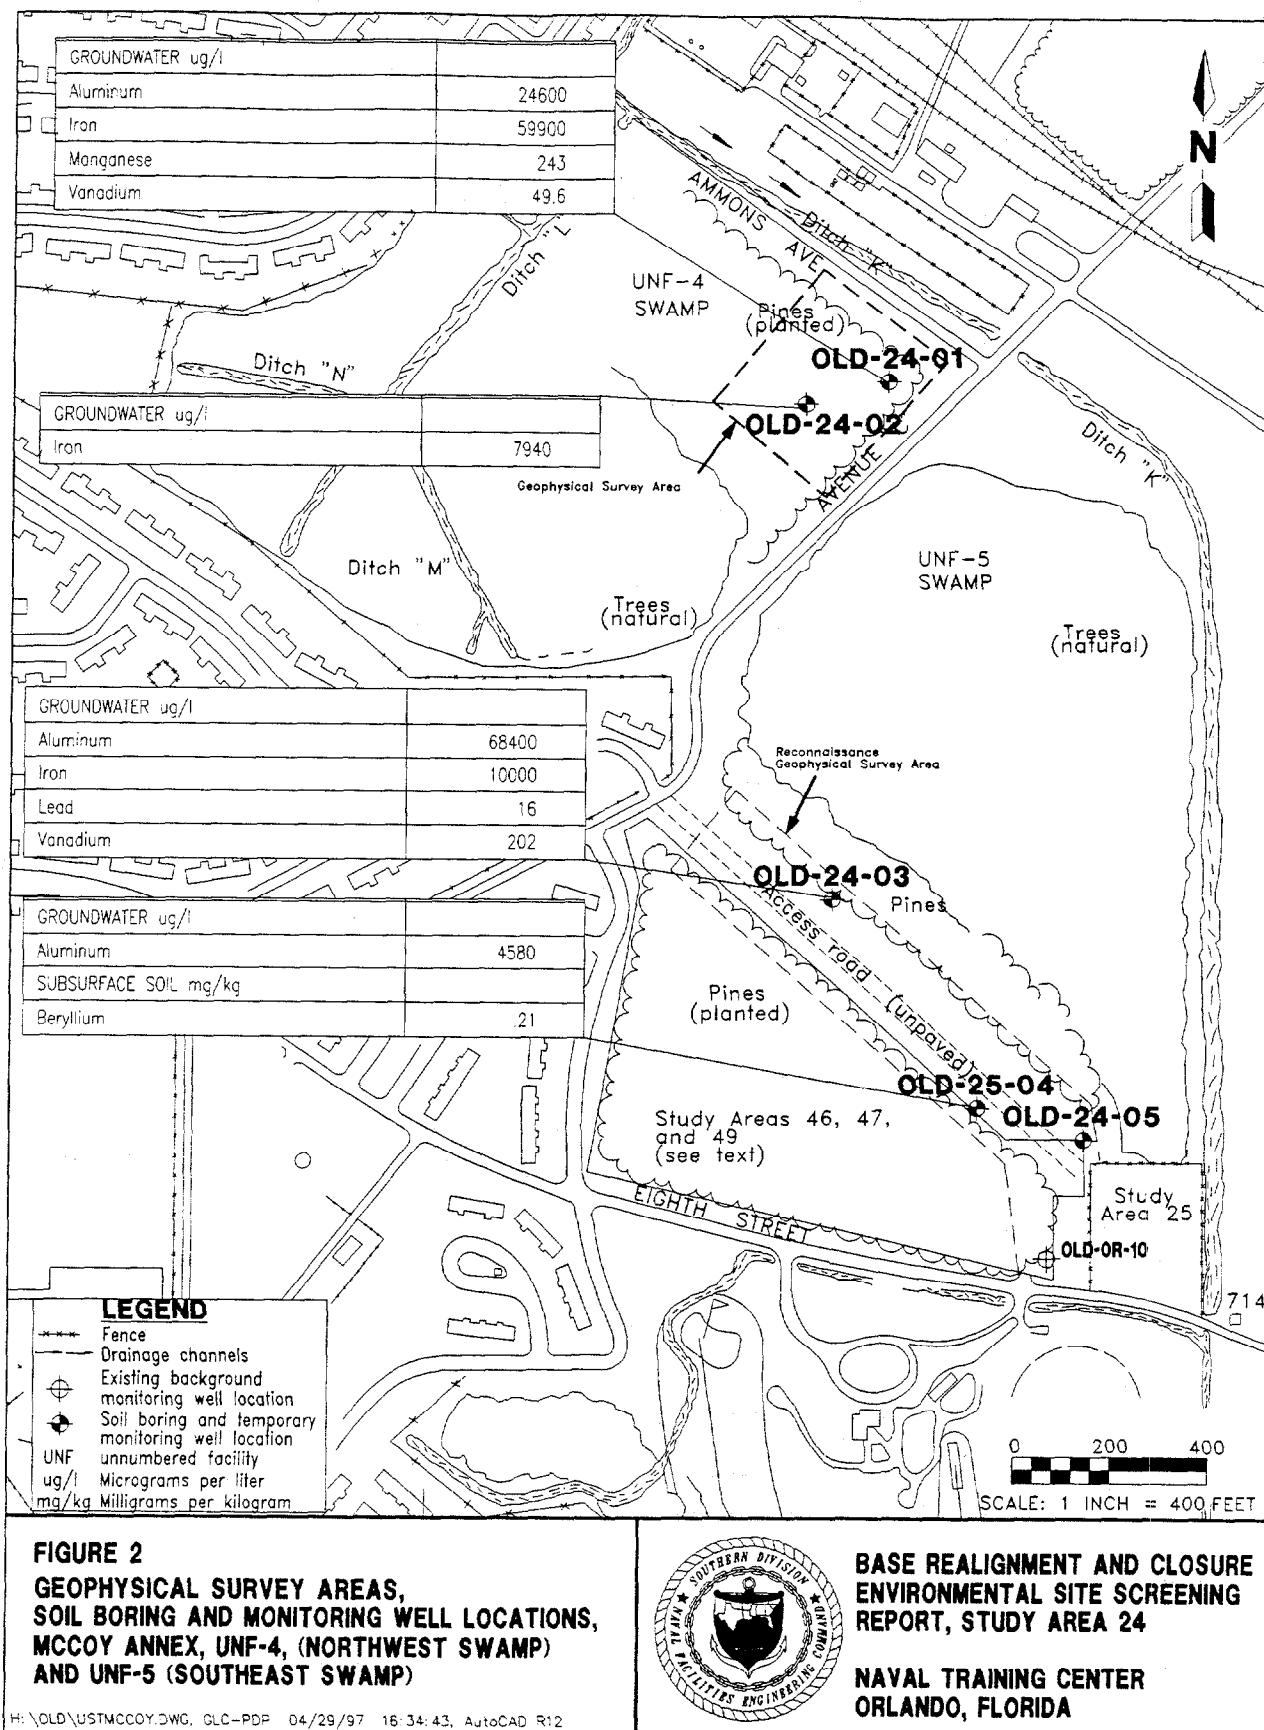 GROUNDWATER ug/l
Aluminum 24600
Iron 59900
Manganese 243
Vanadium 49.6
N
AMMONS AVE
Ditch "K"
Ditch "L"
UNF-4
SWAMP
Pines
(planted)
OLD-24-01
Ditch "N"
GROUNDWATER ug/l
Iron 7940
OLD-24-02
AVENUE
Ditch "K"
Geophysical Survey Area
Ditch "M"
UNF-5
SWAMP
Trees
(natural)
Trees
(natural)
GROUNDWATER ug/l
Aluminum 68400
Iron 10000
Lead 16
Vanadium 202
Reconnaissance
Geophysical Survey Area
OLD-24-03
Pines
Access road (unpaved)
GROUNDWATER ug/l
Aluminum 4580
SUBSURFACE SOIL mg/kg
Beryllium .21
Pines
(planted)
OLD-25-04
OLD-24-05
Study Areas 46, 47,
and 49
(see text)
EIGHTH STREET
Study
Area 25
OLD-OR-10
714
LEGEND
Fence
Drainage channels
Existing background
monitoring well location
Soil boring and temporary
monitoring well location
UNF unnumbered facility
ug/l Micrograms per liter
mg/kg Milligrams per kilogram
0 200 400
SCALE: 1 INCH = 400 FEET
FIGURE 2
GEOPHYSICAL SURVEY AREAS,
SOIL BORING AND MONITORING WELL LOCATIONS,
MCCOY ANNEX, UNF-4, (NORTHWEST SWAMP)
AND UNF-5 (SOUTHEAST SWAMP)
SOUTHERN DIVISION
NAVAL FACILITIES ENGINEERING COMMAND
BASE REALIGNMENT AND CLOSURE
ENVIRONMENTAL SITE SCREENING
REPORT, STUDY AREA 24
NAVAL TRAINING CENTER
ORLANDO, FLORIDA
H:\OLD\USTMCCOY.DWG, GLC-PDP 04/29/97 16:34:43, AutoCAD R12